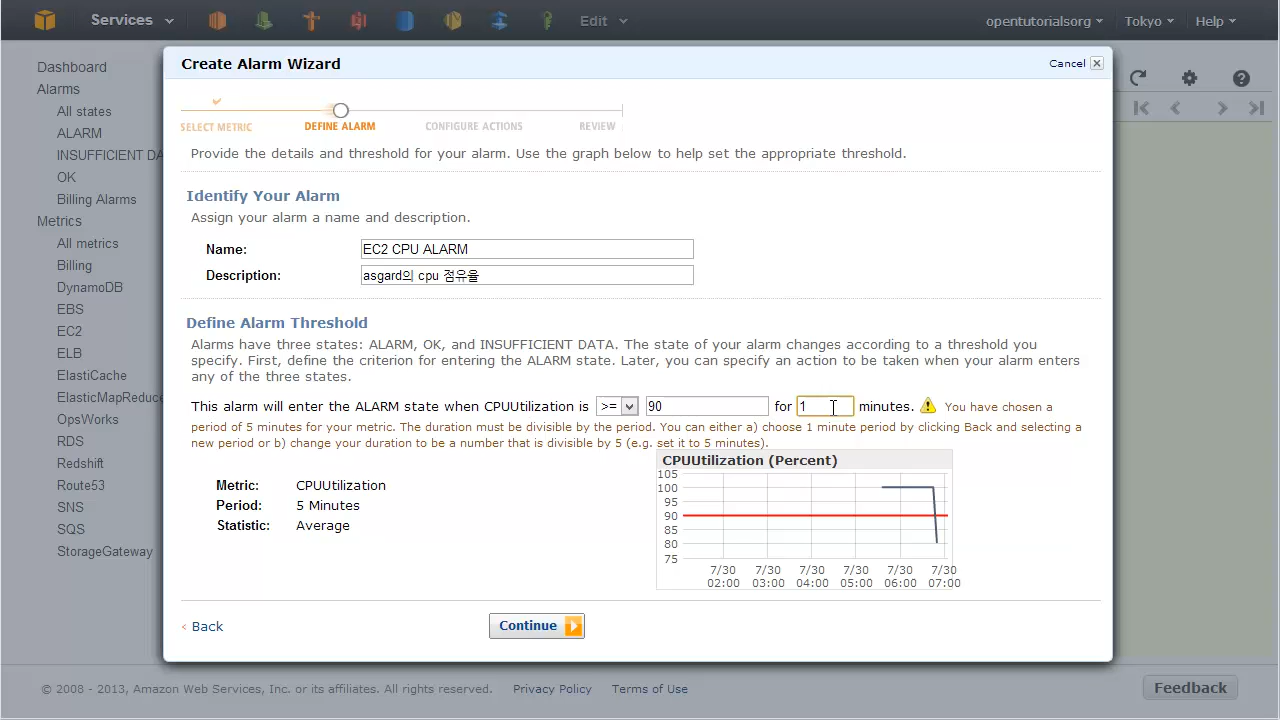 Services Edit opentutorialsorg Tokyo Help
Dashboard
Alarms
All states
ALARM
INSUFFICIENT DA
OK
Billing Alarms
Metrics
All metrics
Billing
DynamoDB
EBS
EC2
ELB
ElastiCache
ElasticMapReduce
OpsWorks
RDS
Redshift
Route53
SNS
SQS
StorageGateway
Create Alarm Wizard Cancel
SELECT METRIC DEFINE ALARM CONFIGURE ACTIONS REVIEW
Provide the details and threshold for your alarm. Use the graph below to help set the appropriate threshold.
Identify Your Alarm
Assign your alarm a name and description.
Name: EC2 CPU ALARM
Description: asgard의 cpu 점유율
Define Alarm Threshold
Alarms have three states: ALARM, OK, and INSUFFICIENT DATA. The state of your alarm changes according to a threshold you
specify. First, define the criterion for entering the ALARM state. Later, you can specify an action to be taken when your alarm enters
any of the three states.
This alarm will enter the ALARM state when CPUUtilization is >= 90 for 1 minutes. You have chosen a
period of 5 minutes for your metric. The duration must be divisible by the period. You can either a) choose 1 minute period by clicking Back and selecting a
new period or b) change your duration to be a number that is divisible by 5 (e.g. set it to 5 minutes).
Metric: CPUUtilization
Period: 5 Minutes
Statistic: Average
CPUUtilization (Percent)
105
100
95
90
85
80
75
7/30 7/30 7/30 7/30 7/30 7/30
02:00 03:00 04:00 05:00 06:00 07:00
< Back Continue
© 2008 - 2013, Amazon Web Services, Inc. or its affiliates. All rights reserved. Privacy Policy Terms of Use Feedback